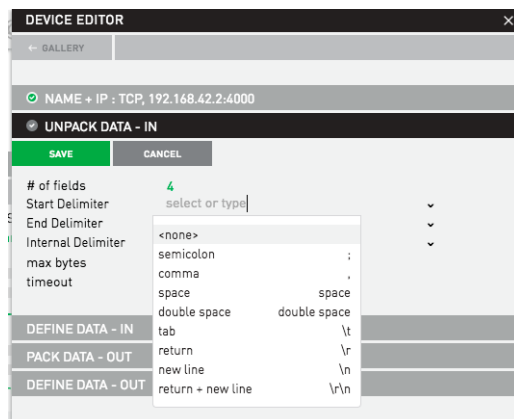 DEVICE EDITOR ×
← GALLERY
NAME + IP : TCP, 192.168.42.2:4000
UNPACK DATA - IN
SAVE CANCEL
# of fields 4
Start Delimiter select or type
End Delimiter
Internal Delimiter
max bytes
timeout
<none>
semicolon ;
comma ,
space space
double space double space
tab \t
return \r
new line \n
return + new line \r\n
DEFINE DATA - IN
PACK DATA - OUT
DEFINE DATA - OUT